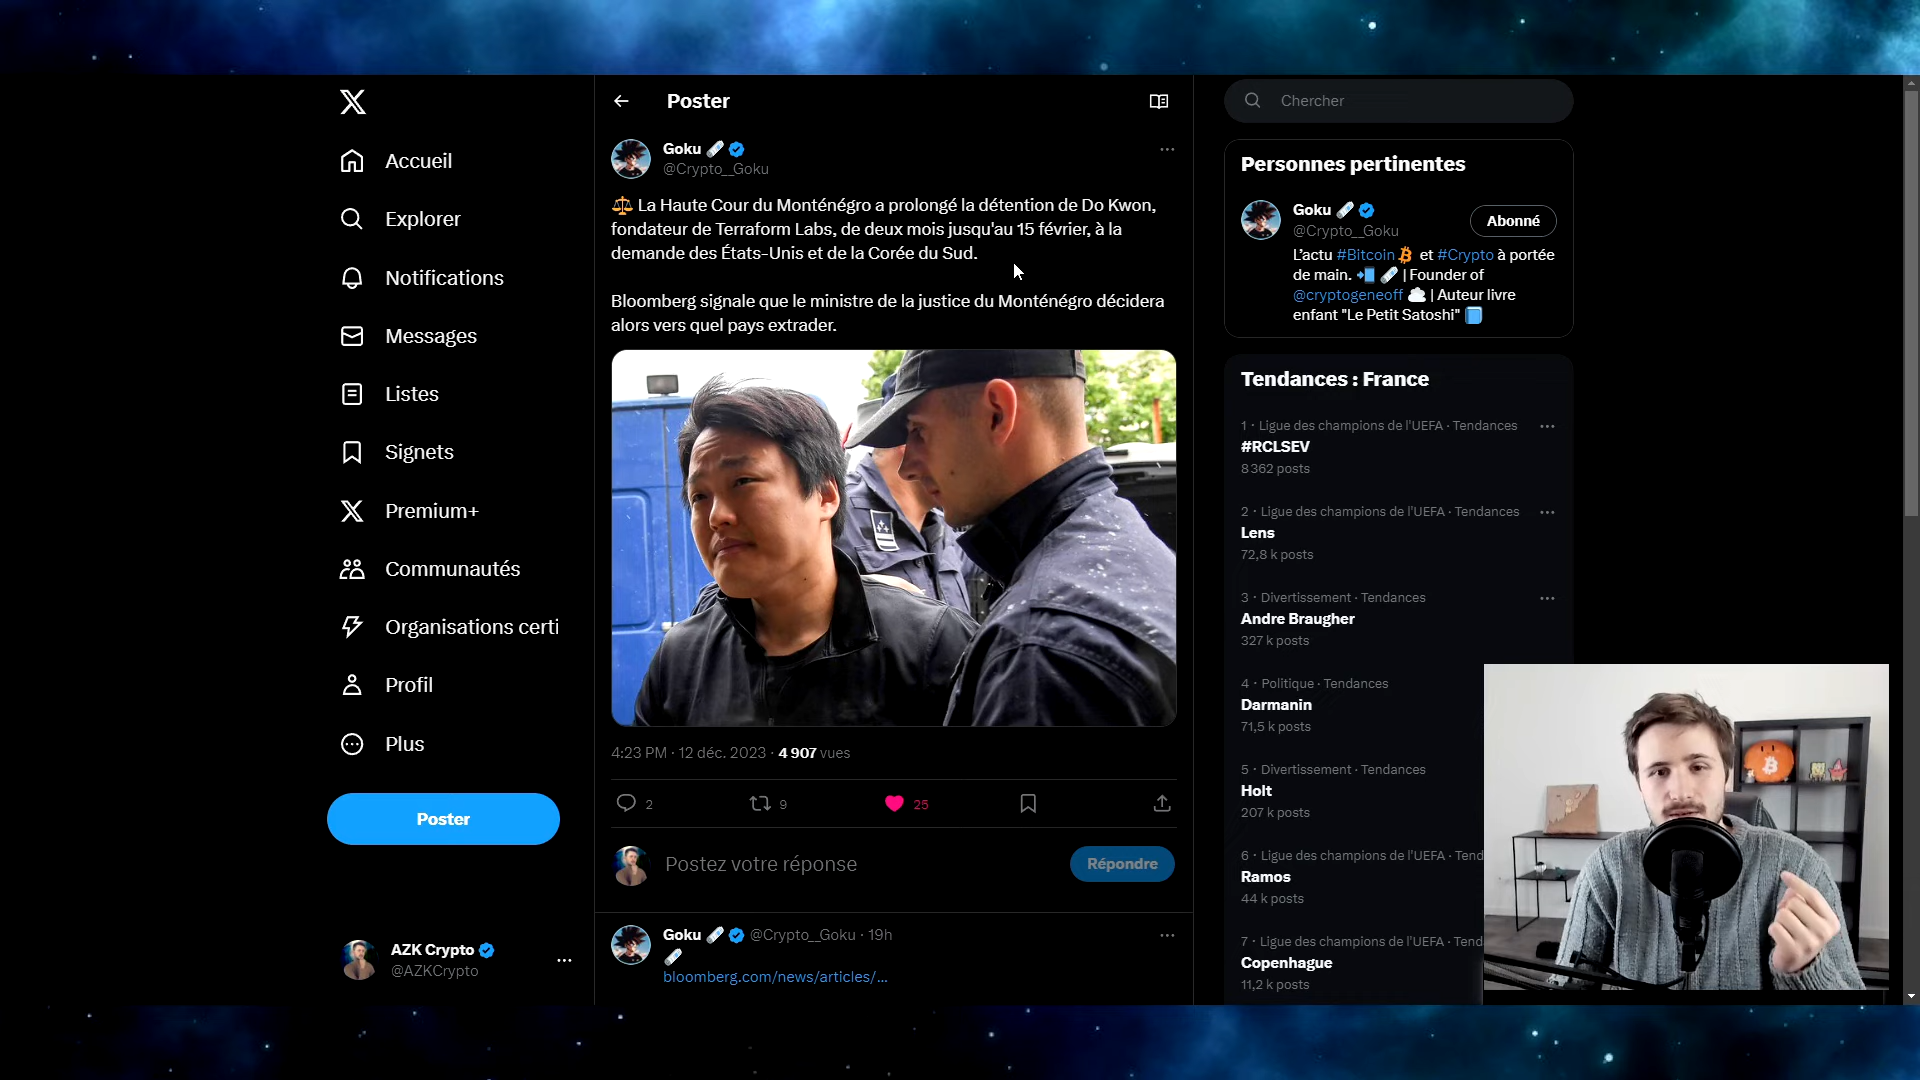 Accueil
Explorer
Notifications
Messages
Listes
Signets
Premium+
Communautés
Organisations certi
Profil
Plus
Poster
AZK Crypto
@AZKCrypto
Poster
Goku
@Crypto__Goku
La Haute Cour du Monténégro a prolongé la détention de Do Kwon,
fondateur de Terraform Labs, de deux mois jusqu'au 15 février, à la
demande des États-Unis et de la Corée du Sud.
Bloomberg signale que le ministre de la justice du Monténégro décidera
alors vers quel pays extrader.
4:23 PM · 12 déc. 2023 · 4 907 vues
2 9 25
Postez votre réponse
Répondre
Goku @Crypto__Goku · 19h
bloomberg.com/news/articles/...
Chercher
Personnes pertinentes
Goku
@Crypto__Goku
Abonné
L'actu #Bitcoin et #Crypto à portée
de main. | Founder of
@cryptogeneoff | Auteur livre
enfant "Le Petit Satoshi"
Tendances : France
1 · Ligue des champions de l'UEFA · Tendances
#RCLSEV
8 362 posts
2 · Ligue des champions de l'UEFA · Tendances
Lens
72,8 k posts
3 · Divertissement · Tendances
Andre Braugher
327 k posts
4 · Politique · Tendances
Darmanin
71,5 k posts
5 · Divertissement · Tendances
Holt
207 k posts
6 · Ligue des champions de l'UEFA · Tend
Ramos
44 k posts
7 · Ligue des champions de l'UEFA · Tend
Copenhague
11,2 k posts